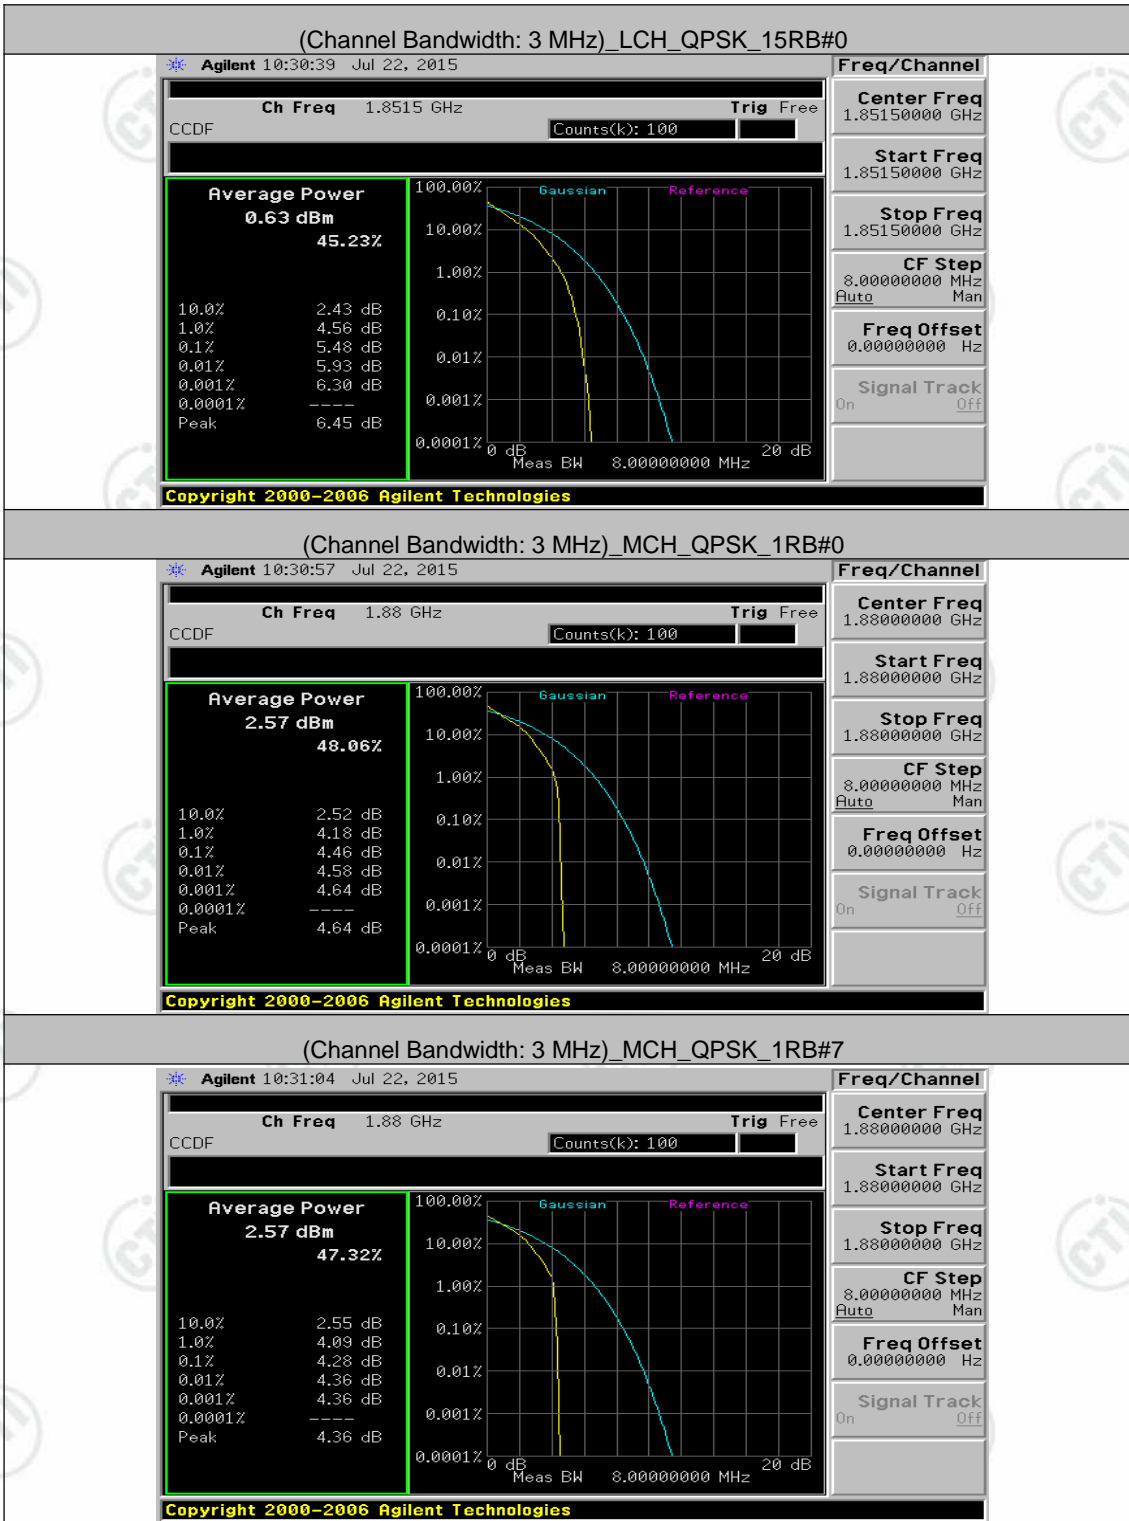 (Channel Bandwidth: 3 MHz)_LCH_QPSK_15RB#0
Agilent 10:30:39 Jul 22, 2015
Freq/Channel
Ch Freq 1.8515 GHz Trig Free
CCDF Counts(k): 100
Center Freq
1.85150000 GHz
Start Freq
1.85150000 GHz
Stop Freq
1.85150000 GHz
CF Step
8.00000000 MHz
Auto Man
Freq Offset
0.00000000 Hz
Signal Track
On Off
Average Power
0.63 dBm
45.23%
10.0% 2.43 dB
1.0% 4.56 dB
0.1% 5.48 dB
0.01% 5.93 dB
0.001% 6.30 dB
0.0001% ----
Peak 6.45 dB
Gaussian Reference
100.00%
10.00%
1.00%
0.10%
0.01%
0.001%
0.0001%
0 dB 20 dB
Meas BW 8.00000000 MHz
Copyright 2000-2006 Agilent Technologies
(Channel Bandwidth: 3 MHz)_MCH_QPSK_1RB#0
Agilent 10:30:57 Jul 22, 2015
Freq/Channel
Ch Freq 1.88 GHz Trig Free
CCDF Counts(k): 100
Center Freq
1.88000000 GHz
Start Freq
1.88000000 GHz
Stop Freq
1.88000000 GHz
CF Step
8.00000000 MHz
Auto Man
Freq Offset
0.00000000 Hz
Signal Track
On Off
Average Power
2.57 dBm
48.06%
10.0% 2.52 dB
1.0% 4.18 dB
0.1% 4.46 dB
0.01% 4.58 dB
0.001% 4.64 dB
0.0001% ----
Peak 4.64 dB
Gaussian Reference
100.00%
10.00%
1.00%
0.10%
0.01%
0.001%
0.0001%
0 dB 20 dB
Meas BW 8.00000000 MHz
Copyright 2000-2006 Agilent Technologies
(Channel Bandwidth: 3 MHz)_MCH_QPSK_1RB#7
Agilent 10:31:04 Jul 22, 2015
Freq/Channel
Ch Freq 1.88 GHz Trig Free
CCDF Counts(k): 100
Center Freq
1.88000000 GHz
Start Freq
1.88000000 GHz
Stop Freq
1.88000000 GHz
CF Step
8.00000000 MHz
Auto Man
Freq Offset
0.00000000 Hz
Signal Track
On Off
Average Power
2.57 dBm
47.32%
10.0% 2.55 dB
1.0% 4.09 dB
0.1% 4.28 dB
0.01% 4.36 dB
0.001% 4.36 dB
0.0001% ----
Peak 4.36 dB
Gaussian Reference
100.00%
10.00%
1.00%
0.10%
0.01%
0.001%
0.0001%
0 dB 20 dB
Meas BW 8.00000000 MHz
Copyright 2000-2006 Agilent Technologies
CTI
CTI
CTI
CTI
CTI
CTI
CTI
CTI